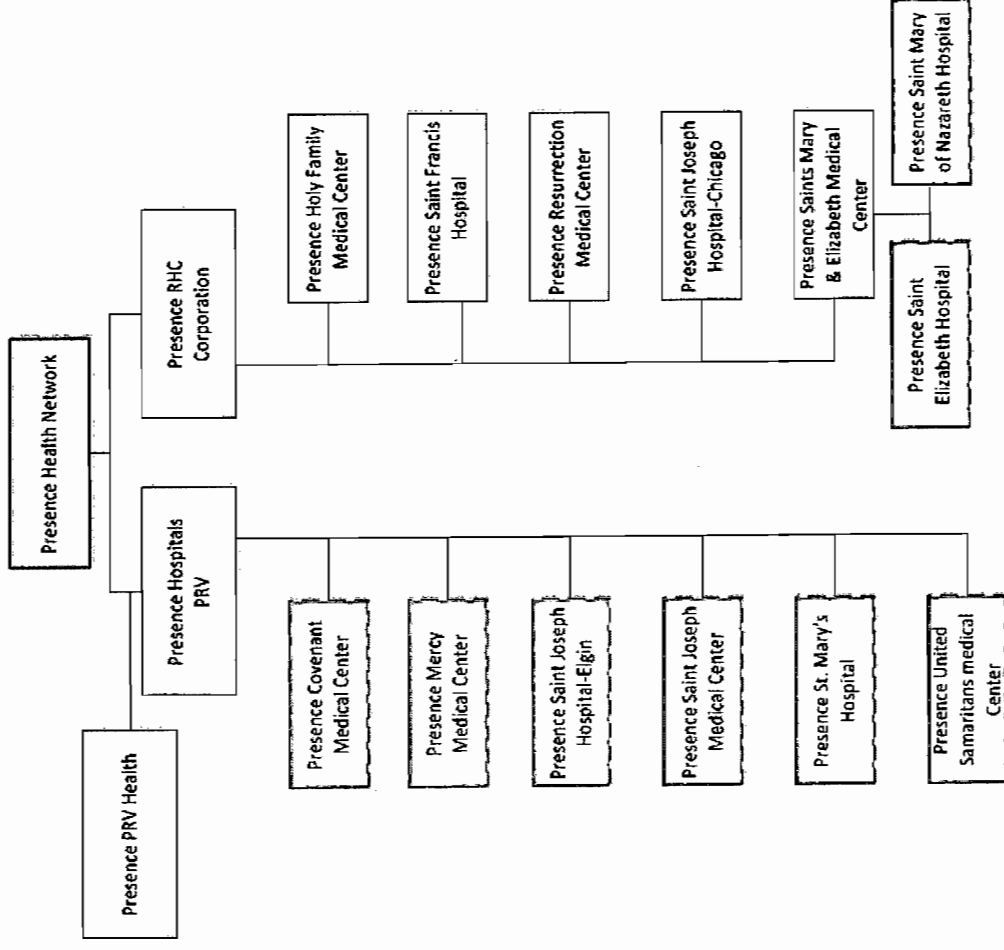 Presence Health Network
Presence PRV Health
Presence Hospitals
PRV
Presence RHC
Corporation
Presence Covenant
Medical Center
Presence Mercy
Medical Center
Presence Saint Joseph
Hospital-Elgin
Presence Saint Joseph
Medical Center
Presence St. Mary's
Hospital
Presence United
Samaritans medical
Center
Presence Holy Family
Medical Center
Presence Saint Francis
Hospital
Presence Resurrection
Medical Center
Presence Saint Joseph
Hospital-Chicago
Presence Saints Mary
& Elizabeth Medical
Center
Presence Saint
Elizabeth Hospital
Presence Saint Mary
of Nazareth Hospital